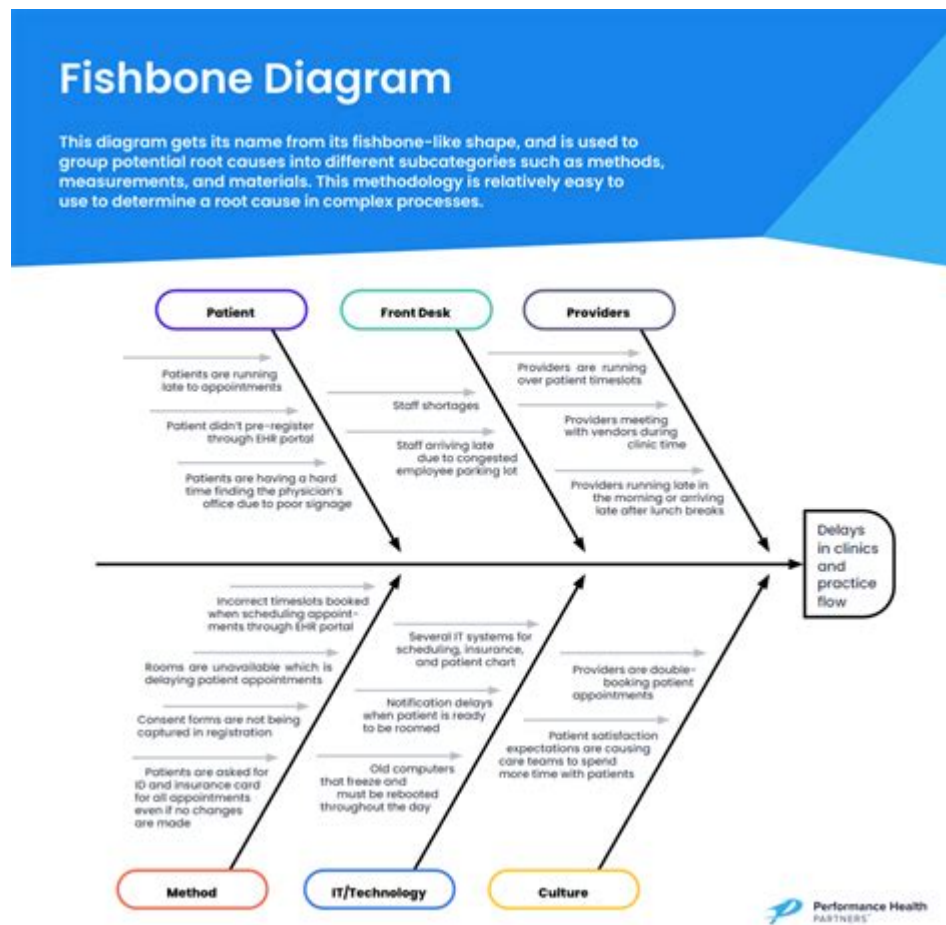 Fishbone Diagram
This diagram gets its name from its fishbone-like shape, and is used to
group potential root causes into different subcategories such as methods,
measurements, and materials. This methodology is relatively easy to
use to determine a root cause in complex processes.
Patient
Front Desk
Providers
Patients are running
late to appointments
Patient didn't pre-register
through EHR portal
Patients are having a hard
time finding the physician's
office due to poor signage
Staff shortages
Staff arriving late
due to congested
employee parking lot
Providers are running
over patient timeslots
Providers meeting
with vendors during
clinic time
Providers running late in
the morning or arriving
late after lunch breaks
Delays
in clinics
and
practice
flow
Incorrect timeslots booked
when scheduling appoint-
ments through EHR portal
Rooms are unavailable which is
delaying patient appointments
Consent forms are not being
captured in registration
Patients are asked for
ID and insurance card
for all appointments
even if no changes
are made
Several IT systems for
scheduling, insurance,
and patient chart
Notification delays
when patient is ready
to be roomed
Old computers
that freeze and
must be rebooted
throughout the day
Providers are double-
booking patient
appointments
Patient satisfaction
expectations are causing
care teams to spend
more time with patients
Method
IT/Technology
Culture
Performance Health
PARTNERS